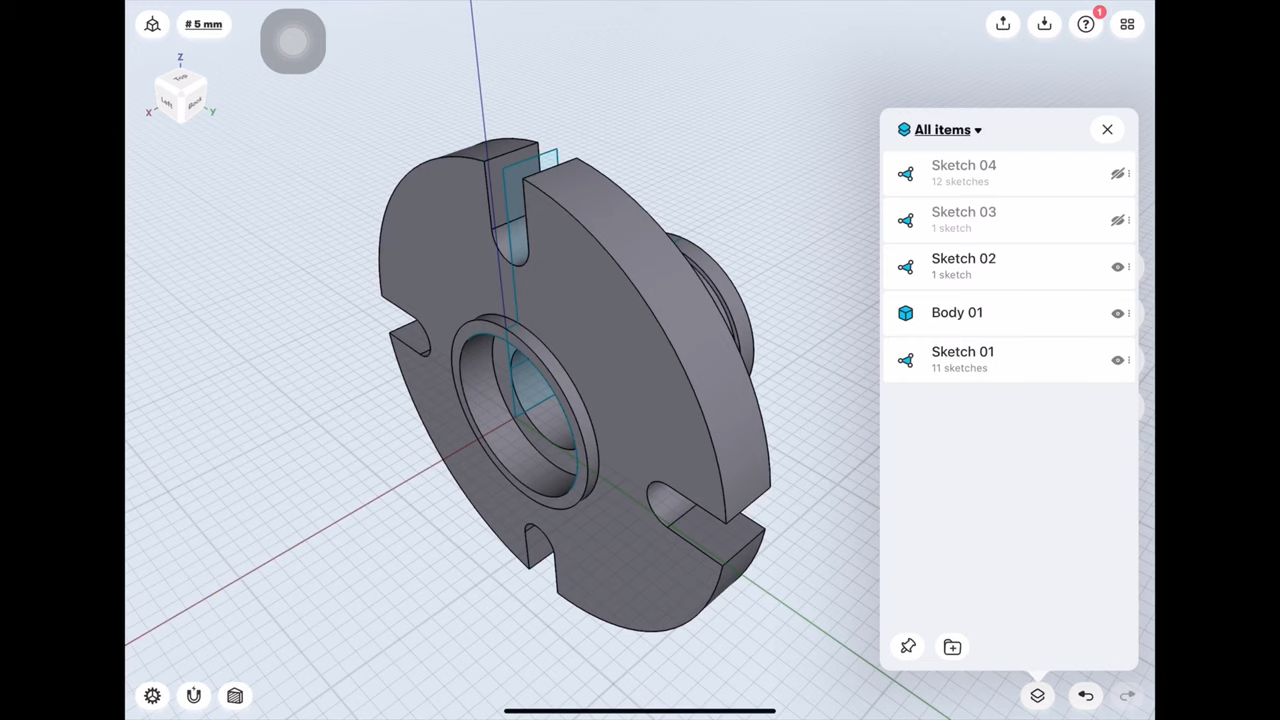 # 5 mm
1
Z
Top
Left
Back
X
y
All items
Sketch 04
12 sketches
Sketch 03
1 sketch
Sketch 02
1 sketch
Body 01
Sketch 01
11 sketches